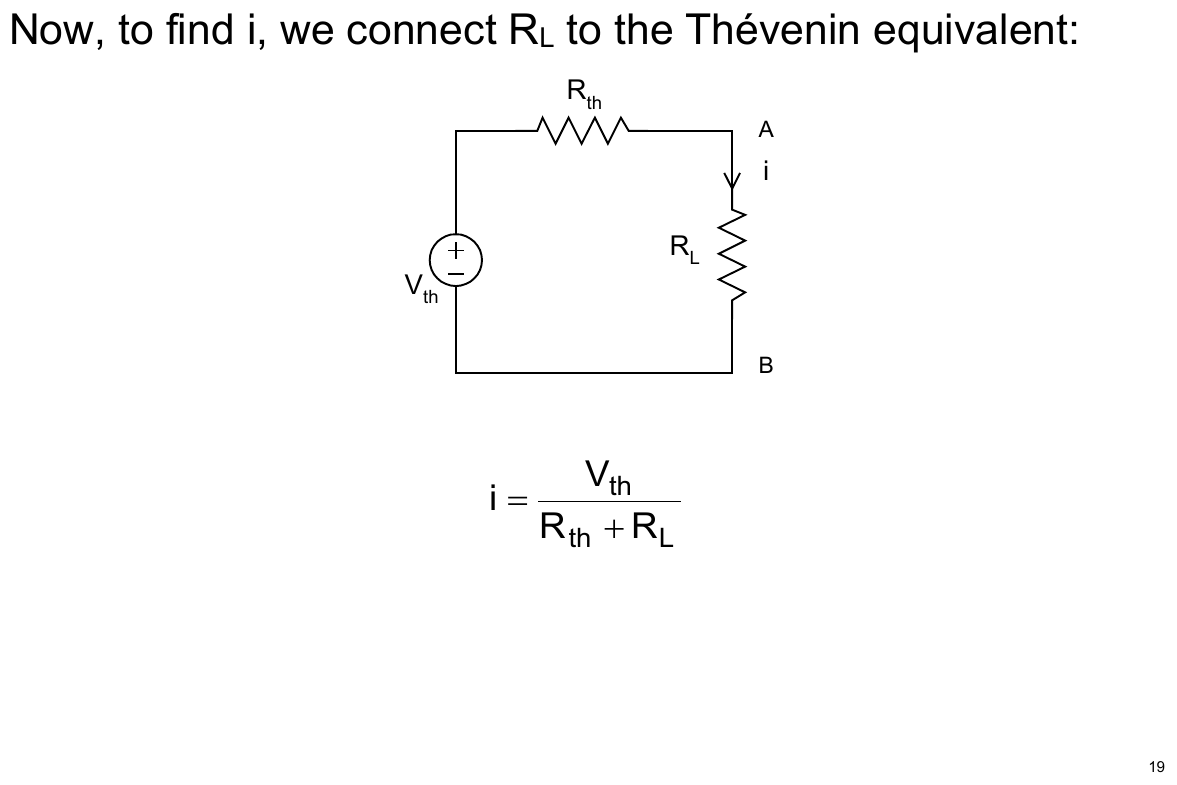 Now, to find i, we connect RL to the Thévenin equivalent:
Rth
A
i
RL
+
−
Vth
B
i = Vth / Rth + RL
19